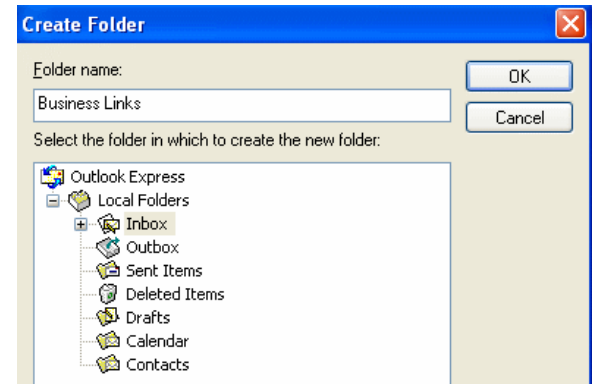 Create Folder
Folder name:
OK
Business Links
Cancel
Select the folder in which to create the new folder:
Outlook Express
Local Folders
Inbox
Outbox
Sent Items
Deleted Items
Drafts
Calendar
Contacts